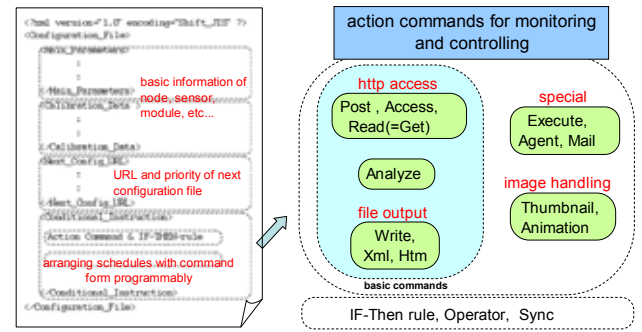 <?xml version="1.0" encoding="Shift_JIS" ?>
<Configuration_File>
<Main_Parameters>
:
:
</Main_Parameters>
basic information of
node, sensor,
module, etc...
<Calibration_Data>
:
:
</Calibration_Data>
<Next_Config_URL>
:
:
</Next_Config_URL>
URL and priority of next
configuration file
<Conditional_Instruction>
Action Command & IF-THEN-rule
arranging schedules with command
form programmably
</Conditional_Instruction>
</Configuration_File>
action commands for monitoring
and controlling
http access
Post , Access,
Read(=Get)
Analyze
file output
Write,
Xml, Htm
basic commands
special
Execute,
Agent, Mail
image handling
Thumbnail,
Animation
IF-Then rule, Operator, Sync